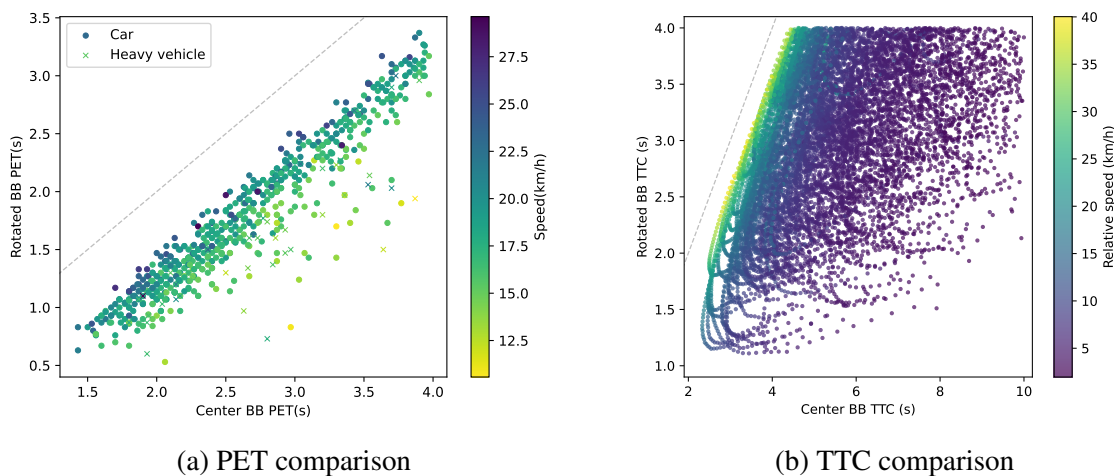 3.5
3.0
2.5
2.0
1.5
1.0
0.5
Rotated BB PET(s)
Car
Heavy vehicle
1.5 2.0 2.5 3.0 3.5 4.0
Center BB PET(s)
27.5
25.0
22.5
20.0
17.5
15.0
12.5
Speed(km/h)
(a) PET comparison
4.0
3.5
3.0
2.5
2.0
1.5
1.0
Rotated BB TTC (s)
2 4 6 8 10
Center BB TTC (s)
40
35
30
25
20
15
10
5
Relative speed (km/h)
(b) TTC comparison